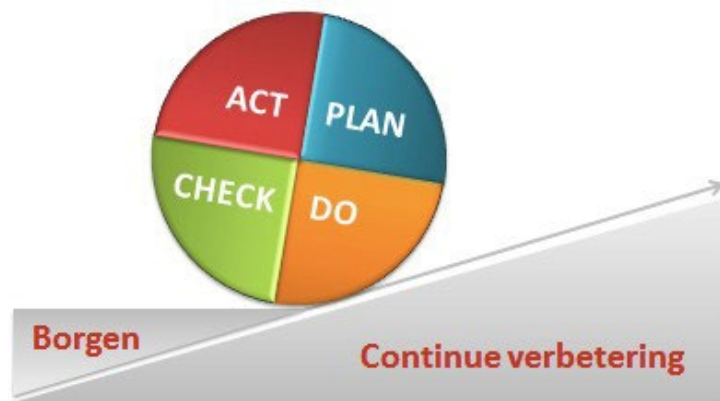 ACT
PLAN
CHECK
DO
Borgen
Continue verbetering